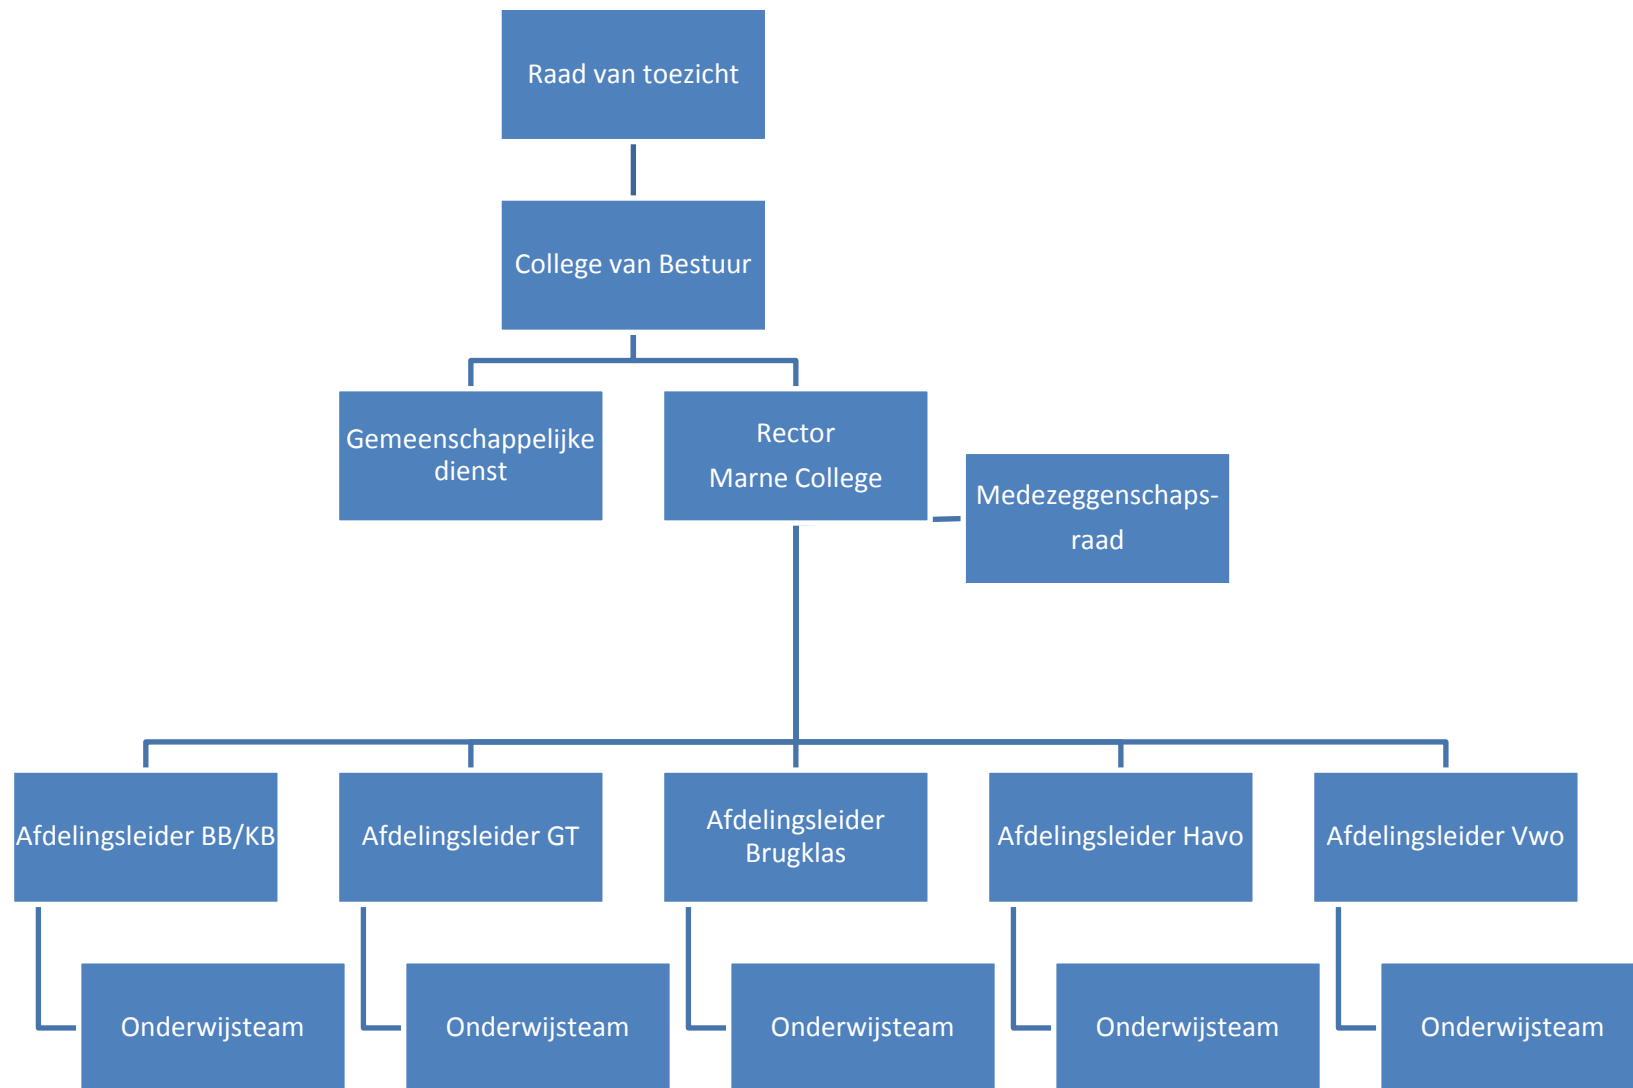 Raad van toezicht
College van Bestuur
Gemeenschappelijke
dienst
Rector
Marne College
Medezeggenschaps-
raad
Afdelingsleider BB/KB
Afdelingsleider GT
Afdelingsleider
Brugklas
Afdelingsleider Havo
Afdelingsleider Vwo
Onderwijsteam
Onderwijsteam
Onderwijsteam
Onderwijsteam
Onderwijsteam